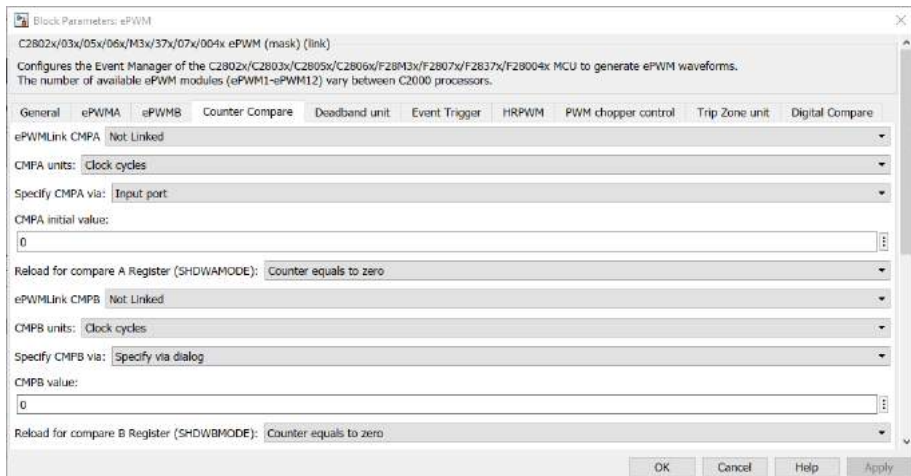 Block Parameters: ePWM
C2802x/03x/05x/06x/M3x/37x/07x/004x ePWM (mask) (link)
Configures the Event Manager of the C2802x/C2803x/C2805x/C2806x/F28M3x/F2807x/F2837x/F28004x MCU to generate ePWM waveforms.
The number of available ePWM modules (ePWM1-ePWM12) vary between C2000 processors.
General ePWMA ePWMB Counter Compare Deadband unit Event Trigger HRPWM PWM chopper control Trip Zone unit Digital Compare
ePWMLink CMPA Not Linked
CMPA units: Clock cycles
Specify CMPA via: Input port
CMPA initial value:
0
Reload for compare A Register (SHDWAMODE): Counter equals to zero
ePWMLink CMPB Not Linked
CMPB units: Clock cycles
Specify CMPB via: Specify via dialog
CMPB value:
0
Reload for compare B Register (SHDWBMODE): Counter equals to zero
OK Cancel Help Apply